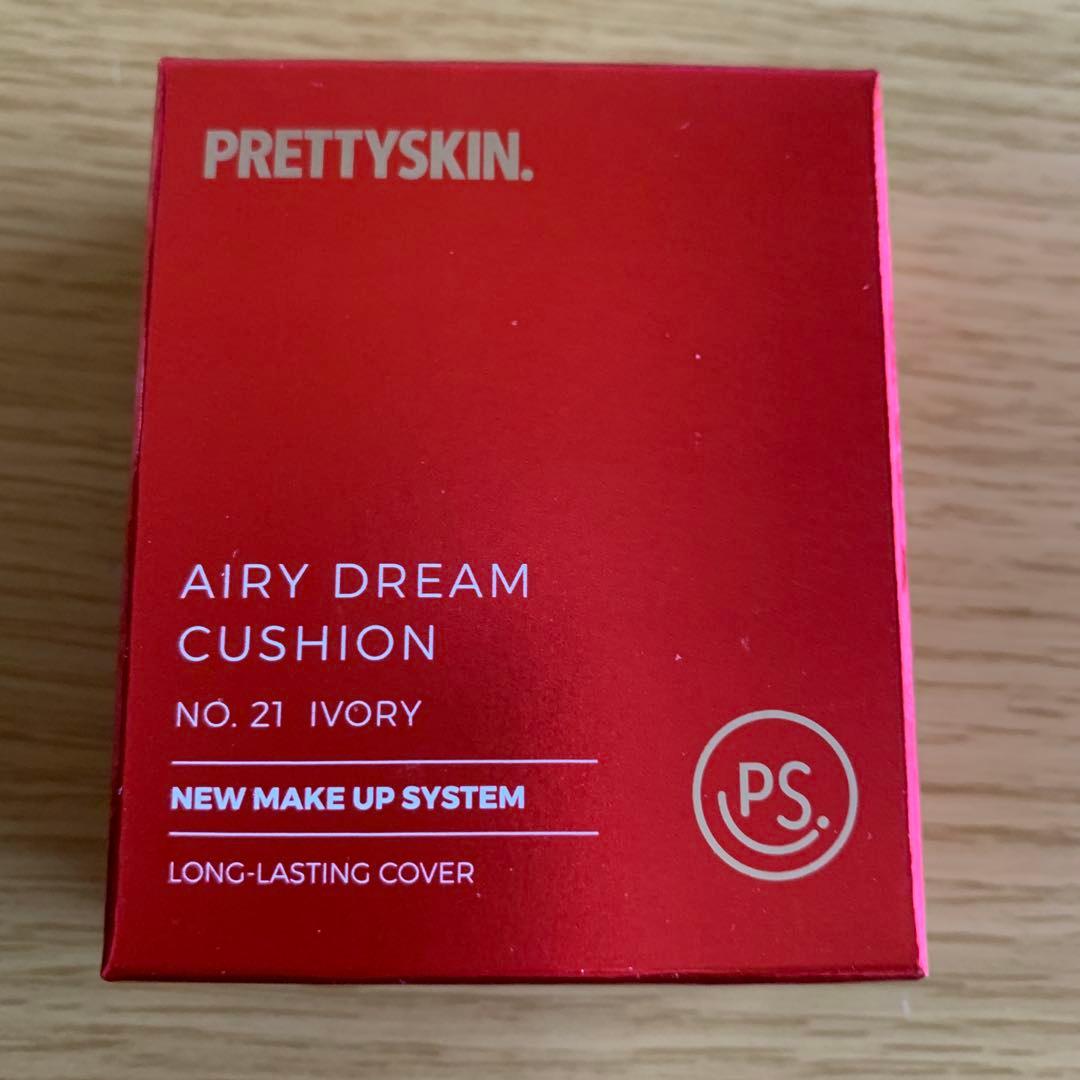 PRETTYSKIN.
AIRY DREAM
CUSHION
NO. 21 IVORY
NEW MAKE UP SYSTEM
LONG-LASTING COVER
PS.